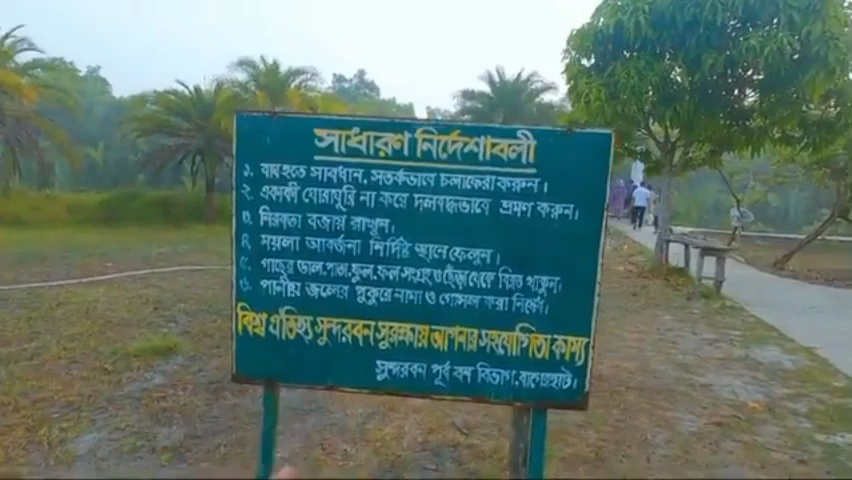 সাধারণ নির্দেশাবলী
১. বাঘ হতে সাবধান, সতর্কভাবে চলাফেরা করুন।
২. একাকী ঘোরাঘুরি না করে দলবদ্ধভাবে ভ্রমণ করুন।
৩. নিরবতা বজায় রাখুন।
৪. ময়লা আবর্জনা নির্দিষ্ট স্থানে ফেলুন।
৫. গাছের ডাল, পাতা, ফুল, ফল সংগ্রহ ও ছেঁড়া থেকে বিরত থাকুন।
৬. পানীয় জলের পুকুরে নামা ও গোসল করা নিষেধ।
বিশ্ব ঐতিহ্য সুন্দরবন সুরক্ষায় আপনার সহযোগিতা কাম্য
সুন্দরবন পূর্ব বন বিভাগ, বাগেরহাট।